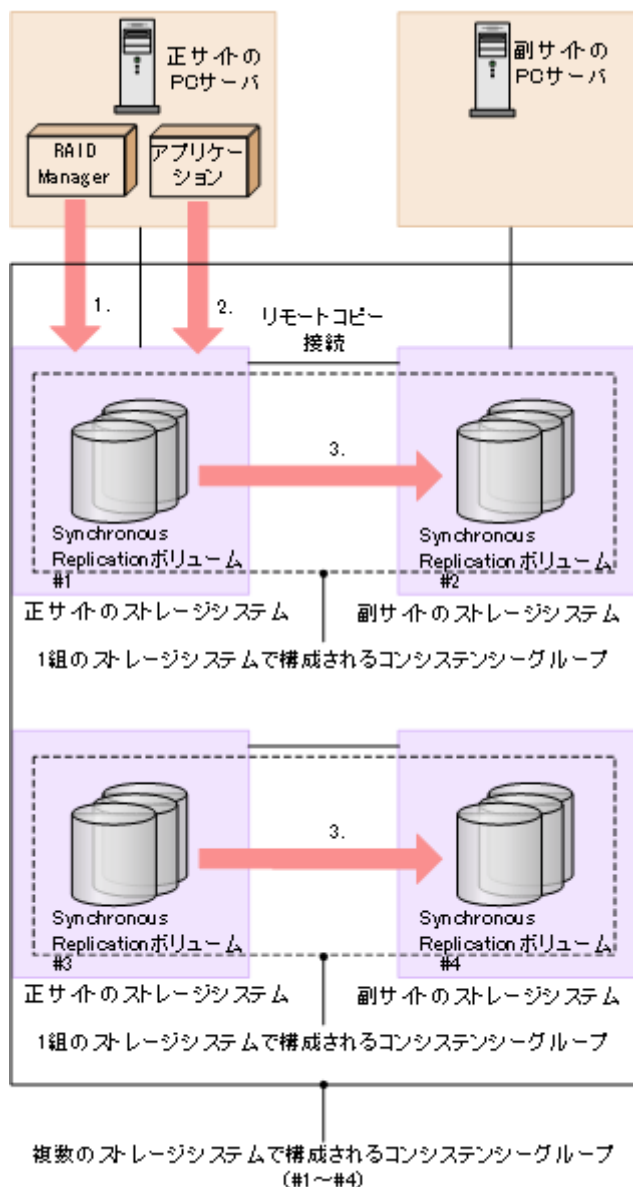 正サイトの
PCサーバ
副サイトの
PCサーバ
RAID
Manager
アプリケー
ション
1.
2.
リモートコピー
接続
3.
Synchronous
Replicationボリューム
#1
Synchronous
Replicationボリューム
#2
正サイトのストレージシステム
副サイトのストレージシステム
1組のストレージシステムで構成されるコンシステンシーグループ
3.
Synchronous
Replicationボリューム
#3
Synchronous
Replicationボリューム
#4
正サイトのストレージシステム
副サイトのストレージシステム
1組のストレージシステムで構成されるコンシステンシーグループ
複数のストレージシステムで構成されるコンシステンシーグループ
(#1~#4)